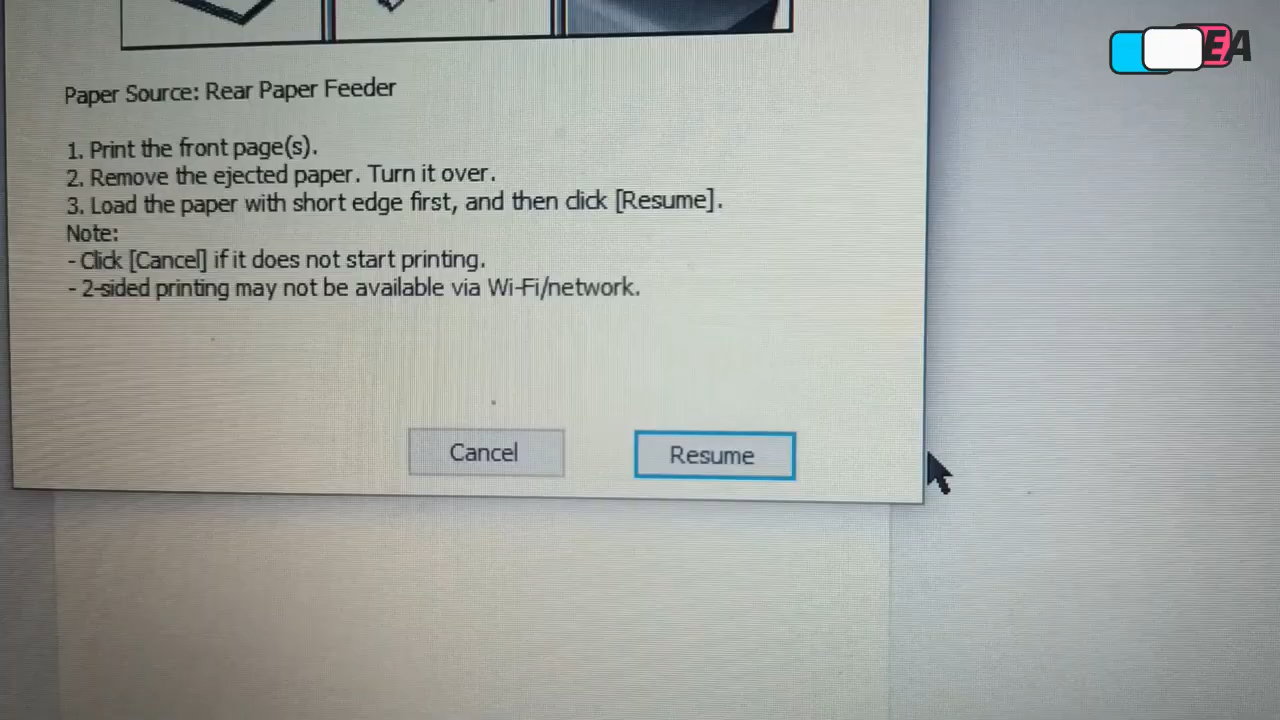 EA
Paper Source: Rear Paper Feeder
1. Print the front page(s).
2. Remove the ejected paper. Turn it over.
3. Load the paper with short edge first, and then click [Resume].
Note:
- Click [Cancel] if it does not start printing.
- 2-sided printing may not be available via Wi-Fi/network.
Cancel
Resume